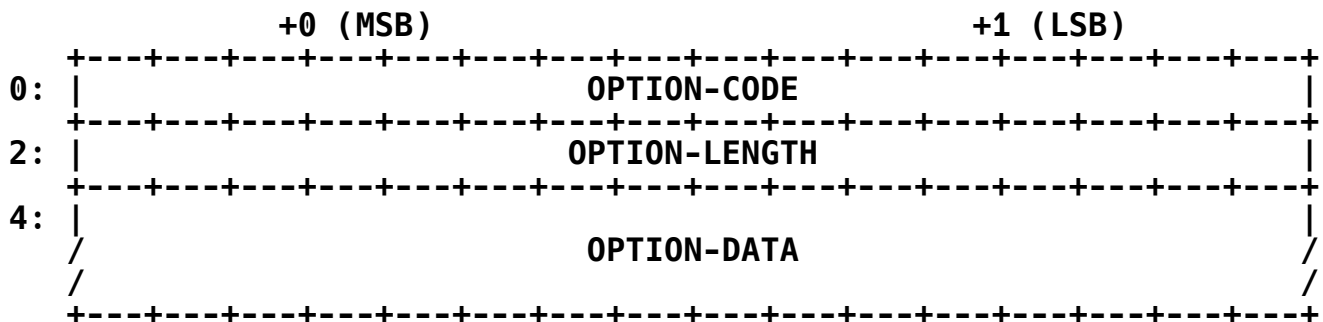 +0 (MSB)                            +1 (LSB)
       +---+---+---+---+---+---+---+---+---+---+---+---+---+---+---+---+
    0: |                          OPTION-CODE                          |
       +---+---+---+---+---+---+---+---+---+---+---+---+---+---+---+---+
    2: |                         OPTION-LENGTH                         |
       +---+---+---+---+---+---+---+---+---+---+---+---+---+---+---+---+
    4: |                                                               |
       /                          OPTION-DATA                          /
       /                                                               /
       +---+---+---+---+---+---+---+---+---+---+---+---+---+---+---+---+